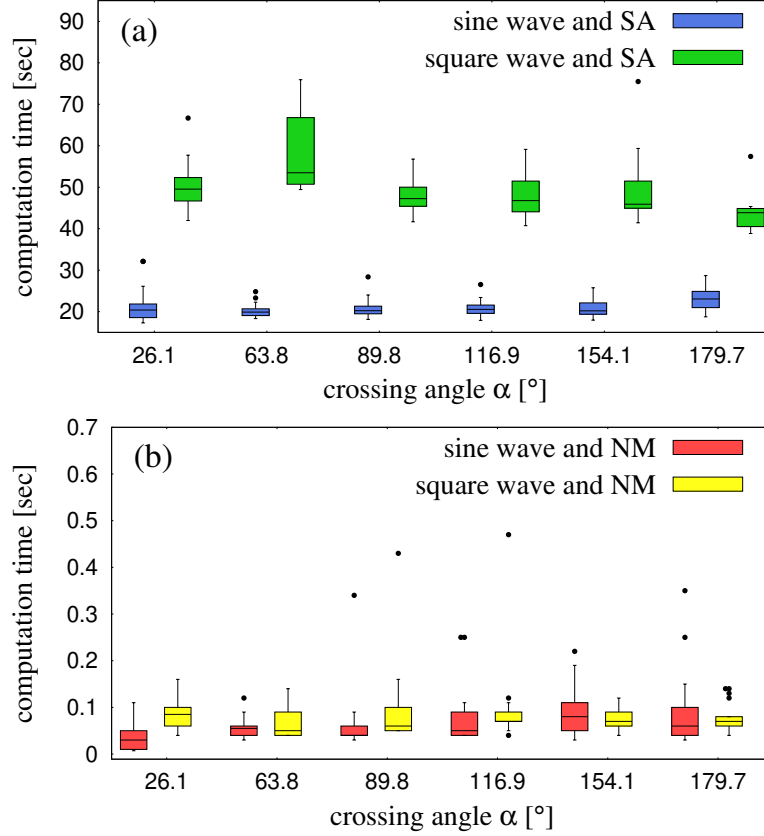 (a)
sine wave and SA
square wave and SA
computation time [sec]
90
80
70
60
50
40
30
20
26.1 63.8 89.8 116.9 154.1 179.7
crossing angle α [°]
(b)
sine wave and NM
square wave and NM
computation time [sec]
0.7
0.6
0.5
0.4
0.3
0.2
0.1
0
26.1 63.8 89.8 116.9 154.1 179.7
crossing angle α [°]